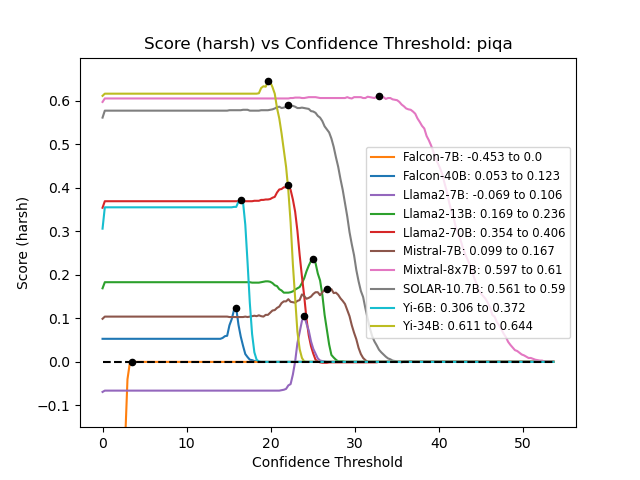 Score (harsh) vs Confidence Threshold: piqa
Score (harsh)
0.6
0.5
0.4
0.3
0.2
0.1
0.0
−0.1
Falcon-7B: -0.453 to 0.0
Falcon-40B: 0.053 to 0.123
Llama2-7B: -0.069 to 0.106
Llama2-13B: 0.169 to 0.236
Llama2-70B: 0.354 to 0.406
Mistral-7B: 0.099 to 0.167
Mixtral-8x7B: 0.597 to 0.61
SOLAR-10.7B: 0.561 to 0.59
Yi-6B: 0.306 to 0.372
Yi-34B: 0.611 to 0.644
0 10 20 30 40 50
Confidence Threshold